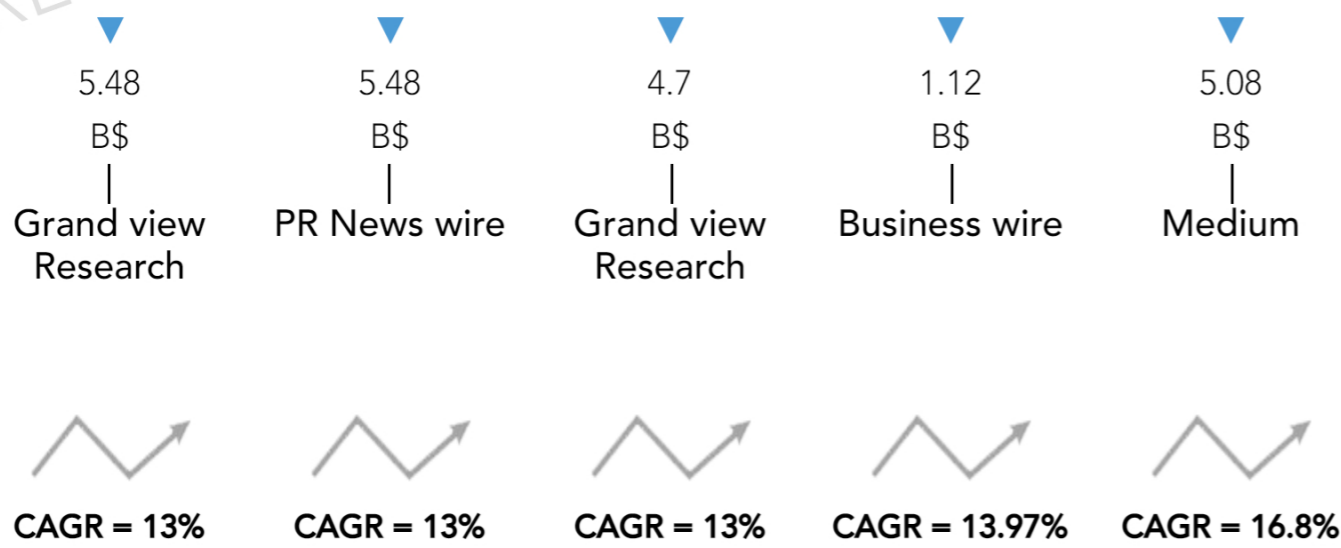 5.48 5.48 4.7 1.12 5.08
B$ B$ B$ B$ B$
Grand view PR News wire Grand view Business wire Medium
Research Research
CAGR = 13% CAGR = 13% CAGR = 13% CAGR = 13.97% CAGR = 16.8%